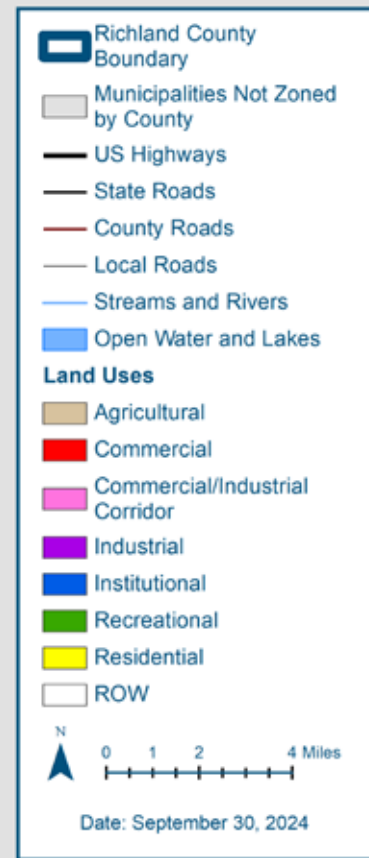 Richland County
Boundary
Municipalities Not Zoned
by County
US Highways
State Roads
County Roads
Local Roads
Streams and Rivers
Open Water and Lakes
Land Uses
Agricultural
Commercial
Commercial/Industrial
Corridor
Industrial
Institutional
Recreational
Residential
ROW
N
0 1 2 4 Miles
Date: September 30, 2024